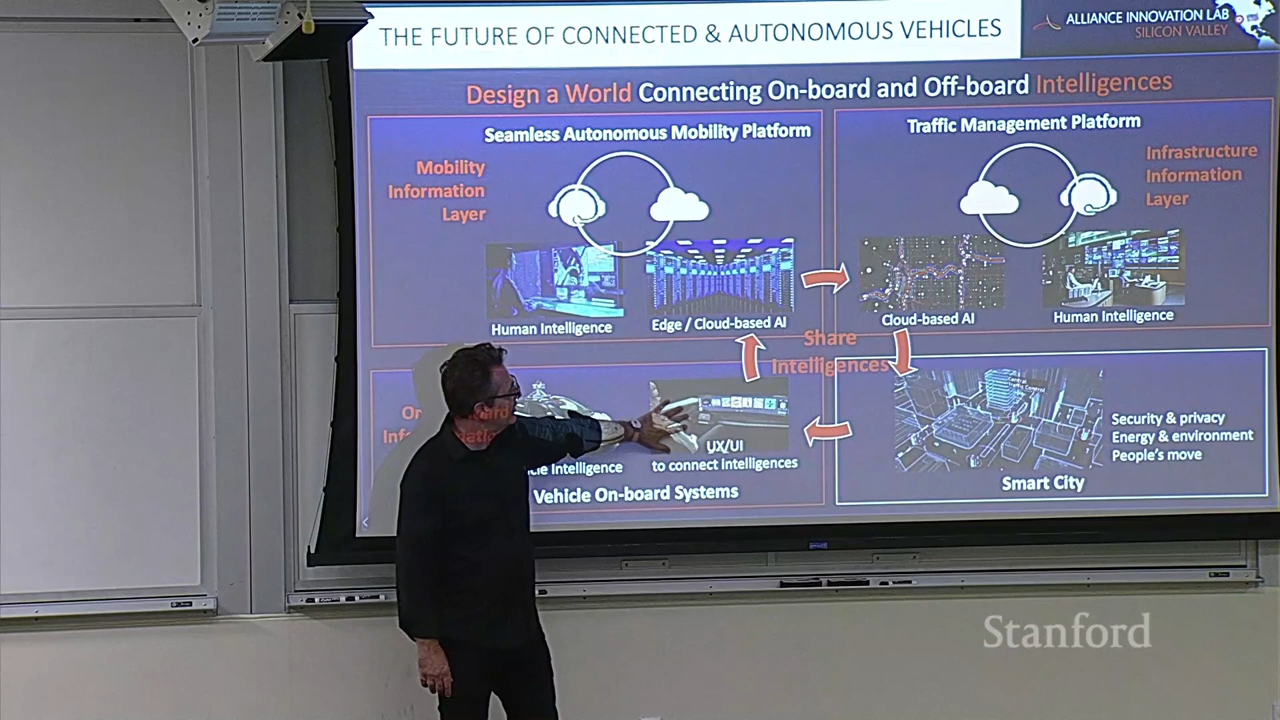 THE FUTURE OF CONNECTED & AUTONOMOUS VEHICLES
ALLIANCE INNOVATION LAB
SILICON VALLEY
Design a World Connecting On-board and Off-board Intelligences
Seamless Autonomous Mobility Platform
Mobility
Information
Layer
Human Intelligence
Edge / Cloud-based AI
Traffic Management Platform
Infrastructure
Information
Layer
Cloud-based AI
Human Intelligence
Share
Intelligences
UX/UI
Intelligence
to connect intelligences
Vehicle On-board Systems
Security & privacy
Energy & environment
People's move
Smart City
Stanford